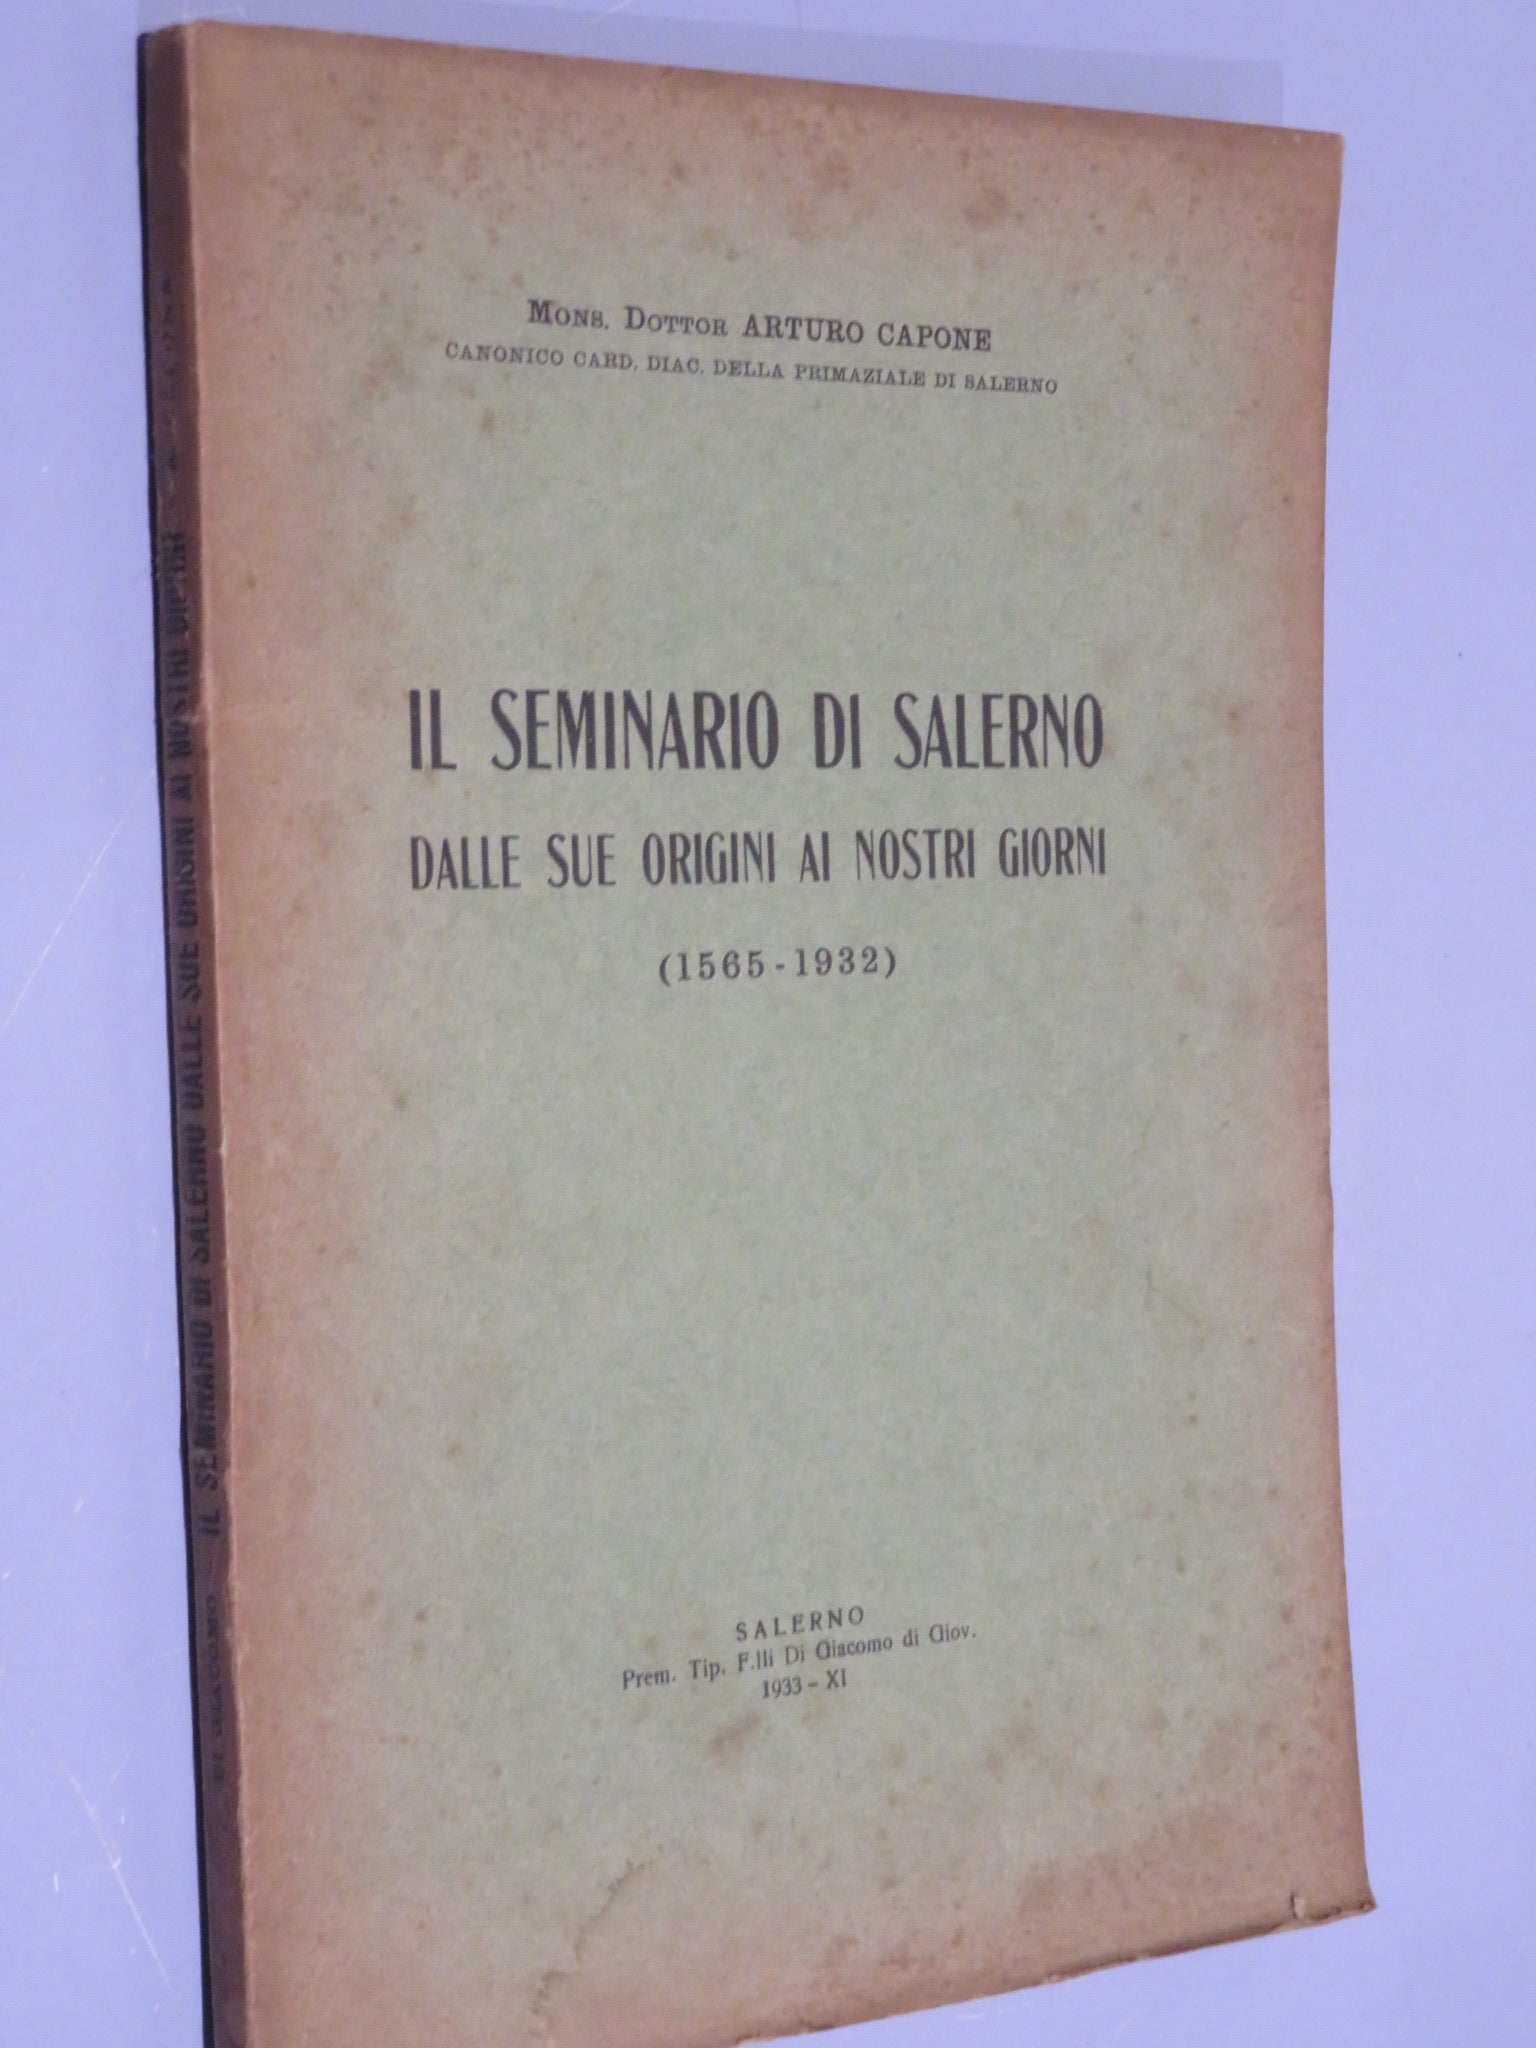 Mons. Dottor ARTURO CAPONE
CANONICO CARD. DIAC. DELLA PRIMAZIALE DI SALERNO
IL SEMINARIO DI SALERNO
DALLE SUE ORIGINI AI NOSTRI GIORNI
(1565-1932)
SALERNO
Prem. Tip. F.lli Di Giacomo di Giov.
1933 - XI
IL SEMINARIO DI SALERNO DALLE SUE ORIGINI AI NOSTRI GIORNI